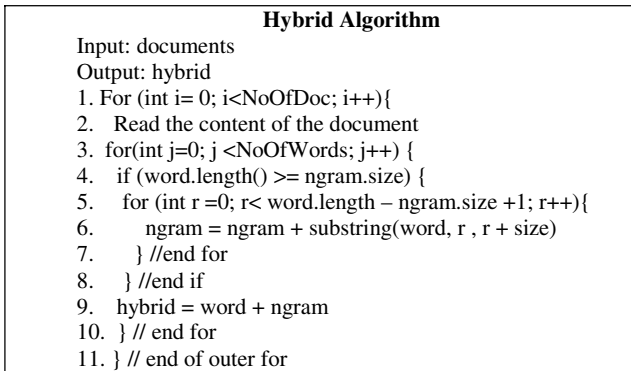 Hybrid Algorithm
Input: documents
Output: hybrid
1. For (int i= 0; i<NoOfDoc; i++){
2. Read the content of the document
3. for(int j=0; j <NoOfWords; j++) {
4. if (word.length() >= ngram.size) {
5. for (int r =0; r< word.length – ngram.size +1; r++){
6. ngram = ngram + substring(word, r , r + size)
7. } //end for
8. } //end if
9. hybrid = word + ngram
10. } // end for
11. } // end of outer for